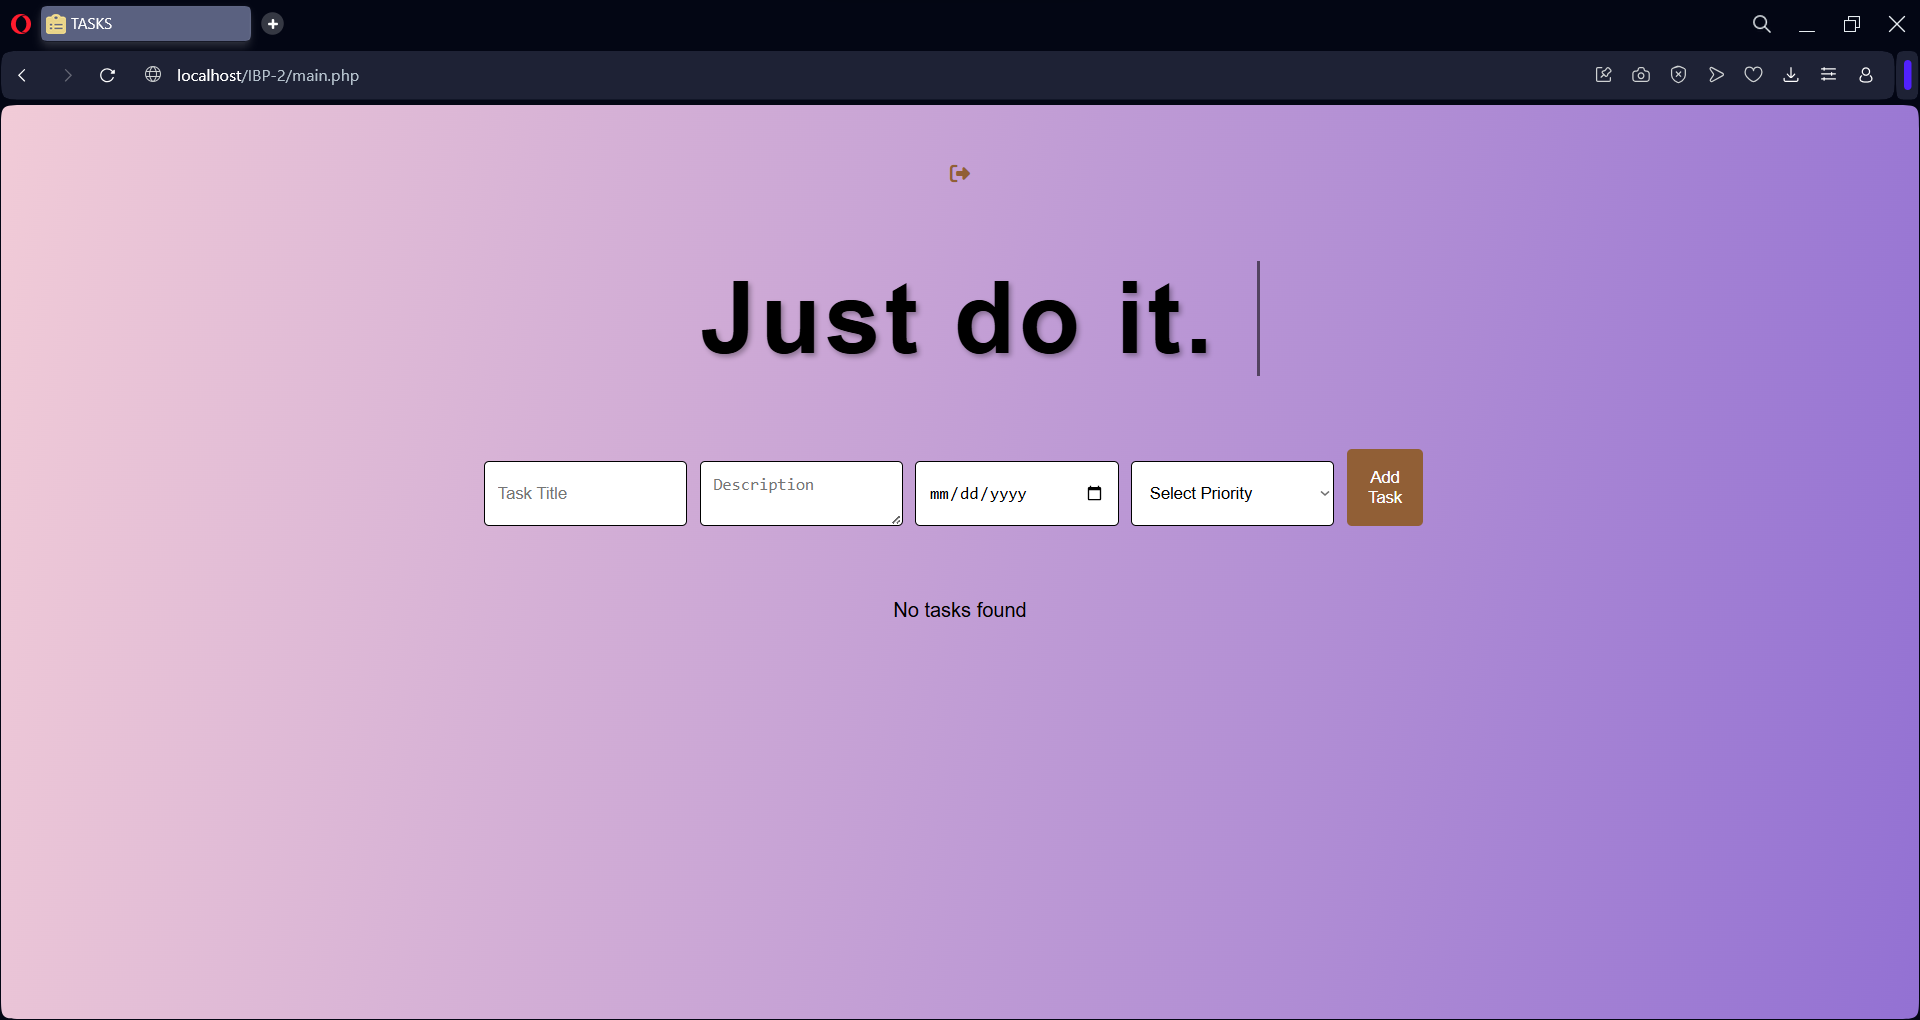 TASKS
localhost/IBP-2/main.php
Just do it.
Task Title
Description
mm/dd/yyyy
Select Priority
Add
Task
No tasks found